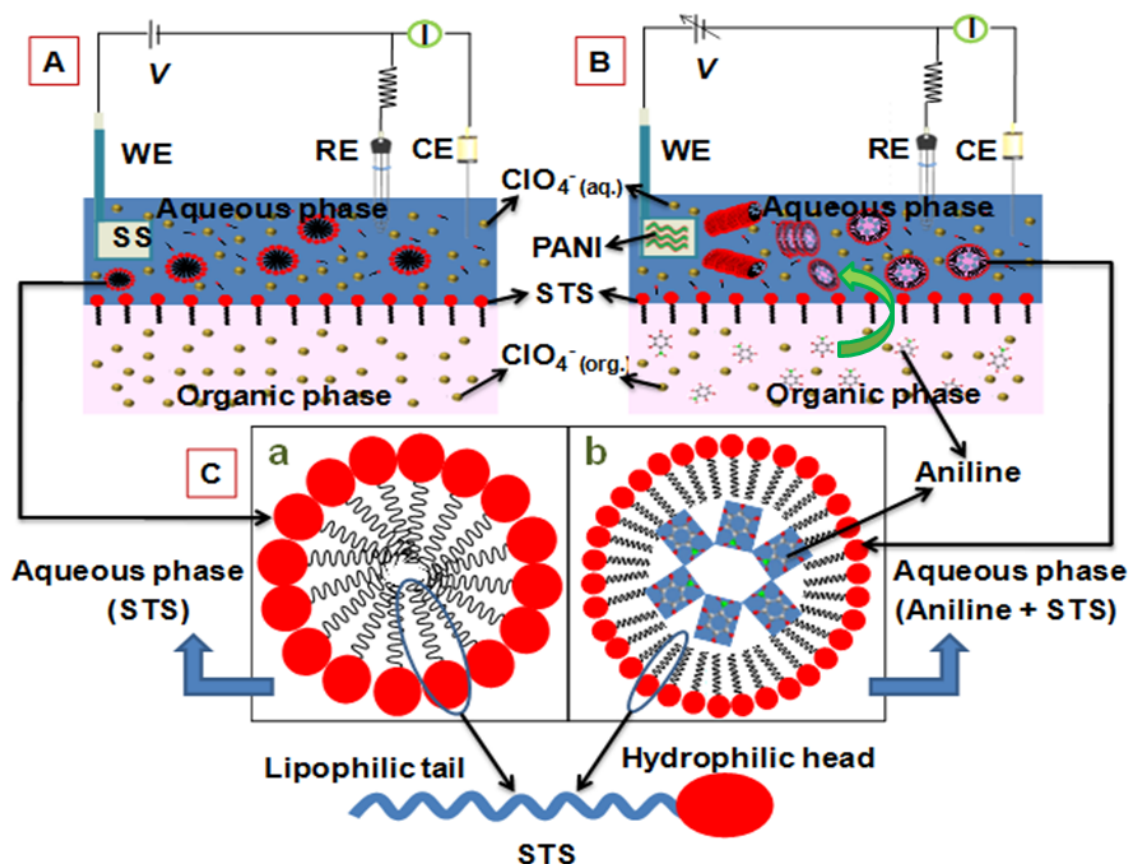 A
V
I
WE
RE
CE
Aqueous phase
SS
Organic phase
ClO₄⁻ (aq.)
PANI
STS
ClO₄⁻ (org.)
B
V
I
WE
RE
CE
Aqueous phase
Organic phase
Aniline
C
a
b
Aqueous phase
(STS)
Aqueous phase
(Aniline + STS)
Lipophilic tail
Hydrophilic head
STS